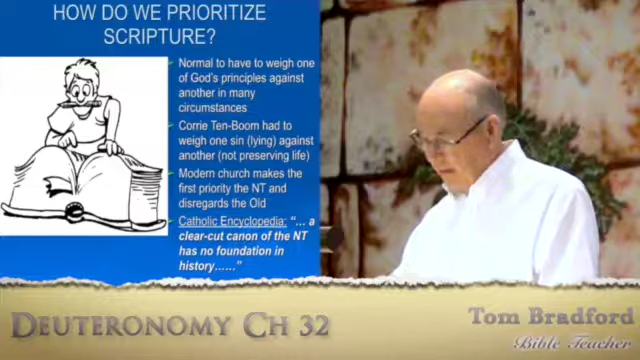 HOW DO WE PRIORITIZE
SCRIPTURE?
Normal to have to weigh one
of God's principles against
another in many
circumstances
Corrie Ten-Boom had to
weigh one sin (lying) against
another (not preserving life)
Modern church makes the
first priority the NT and
disregards the Old
Catholic Encyclopedia: "... a
clear-cut canon of the NT
has no foundation in
history......"
DEUTERONOMY CH 32
Tom Bradford
Bible Teacher